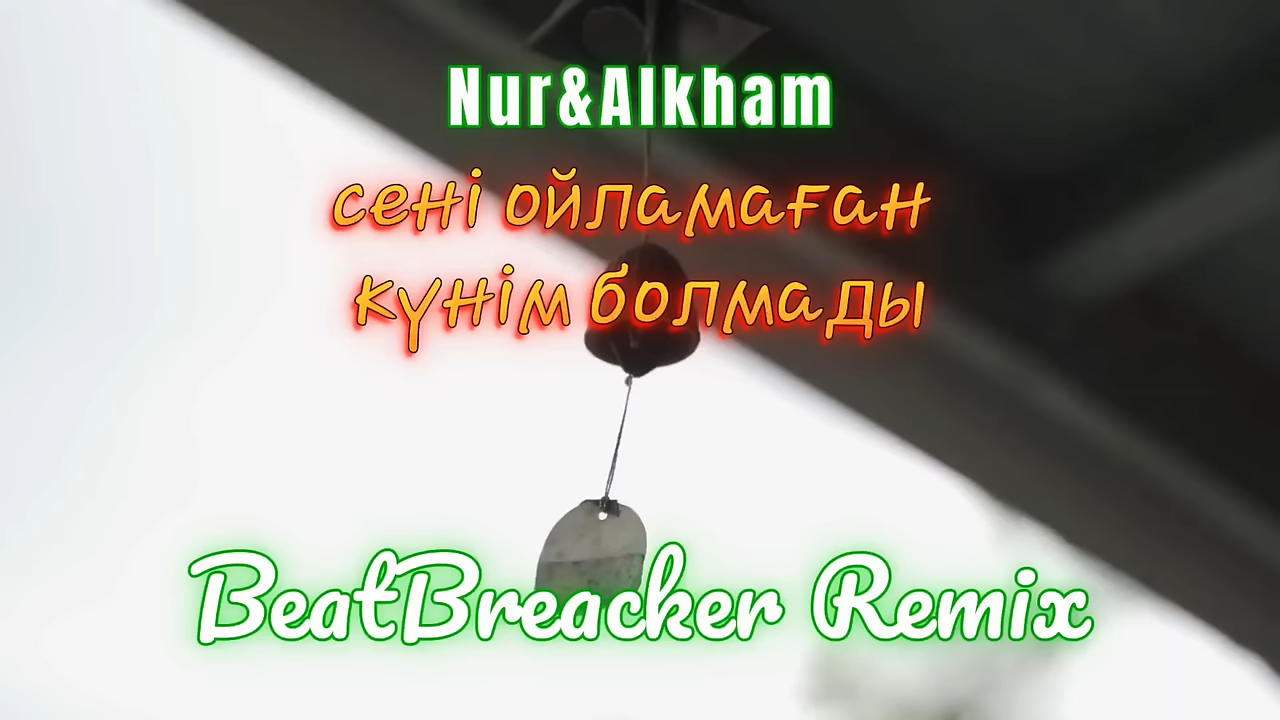 Nur&Alkham
сені ойламаған
күнім болмады
BeatBreacker Remix